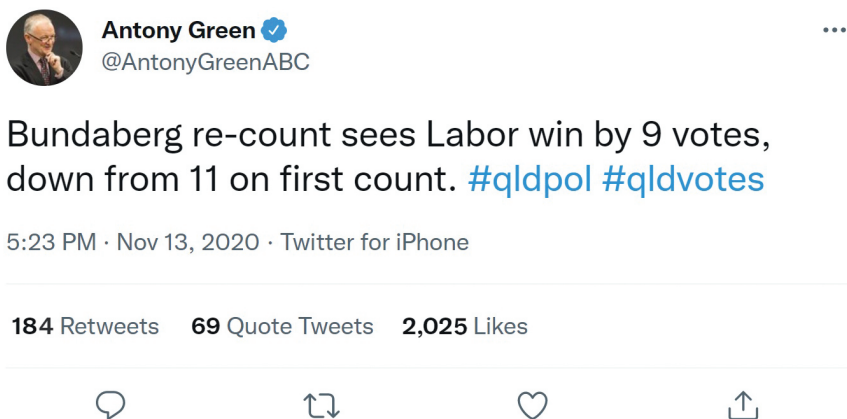 Antony Green
@AntonyGreenABC
Bundaberg re-count sees Labor win by 9 votes,
down from 11 on first count. #qldpol #qldvotes
5:23 PM · Nov 13, 2020 · Twitter for iPhone
184 Retweets 69 Quote Tweets 2,025 Likes